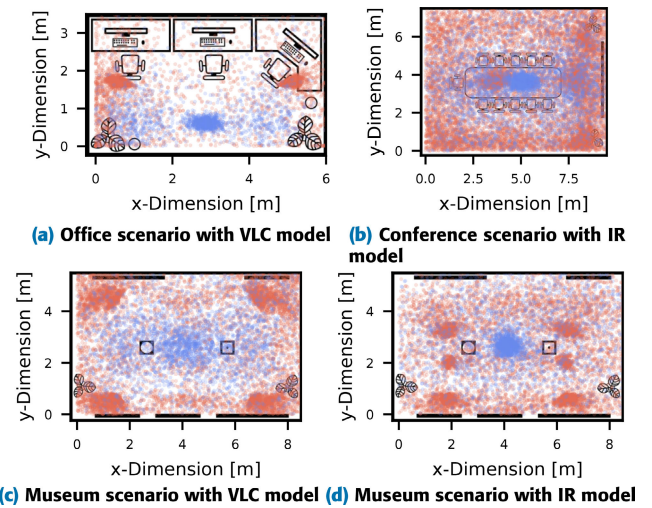 y-Dimension [m]
3
2
1
0
0 2 4 6
x-Dimension [m]
(a) Office scenario with VLC model
y-Dimension [m]
6
4
2
0
0.0 2.5 5.0 7.5
x-Dimension [m]
(b) Conference scenario with IR
model
y-Dimension [m]
4
2
0
0 2 4 6 8
x-Dimension [m]
(c) Museum scenario with VLC model
y-Dimension [m]
4
2
0
0 2 4 6 8
x-Dimension [m]
(d) Museum scenario with IR model